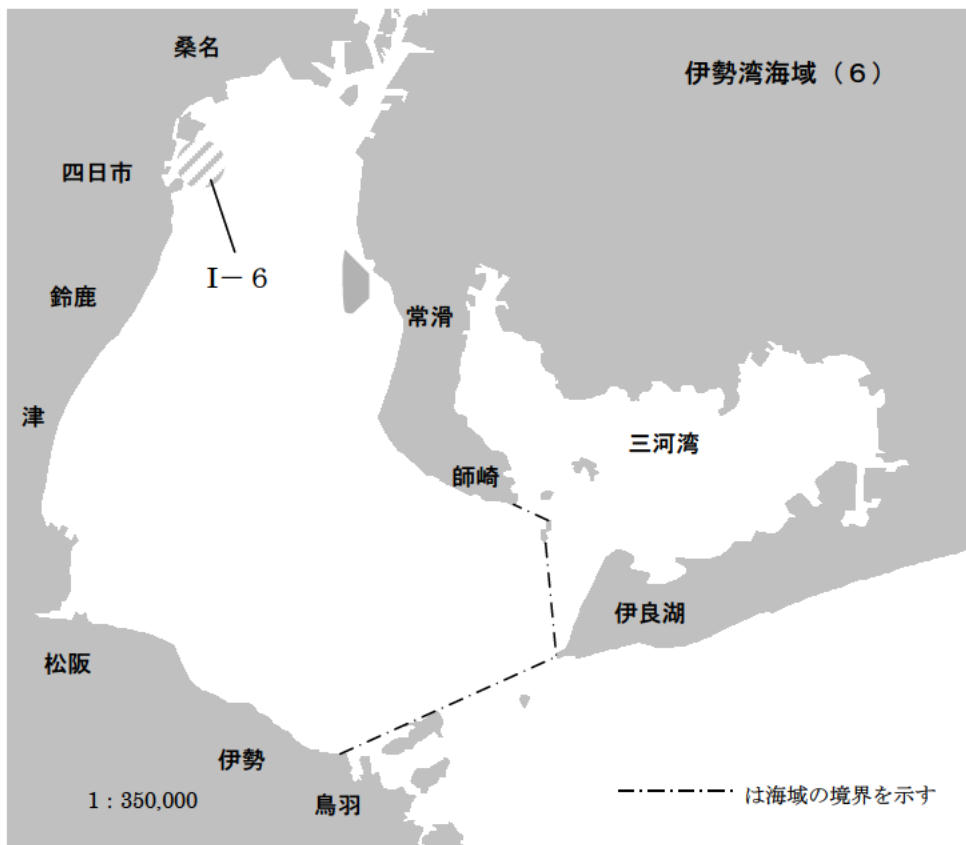 桑名
伊勢湾海域（６）
四日市
Ⅰ－６
鈴鹿
常滑
津
三河湾
師崎
伊良湖
松阪
伊勢
1：350,000
鳥羽
は海域の境界を示す